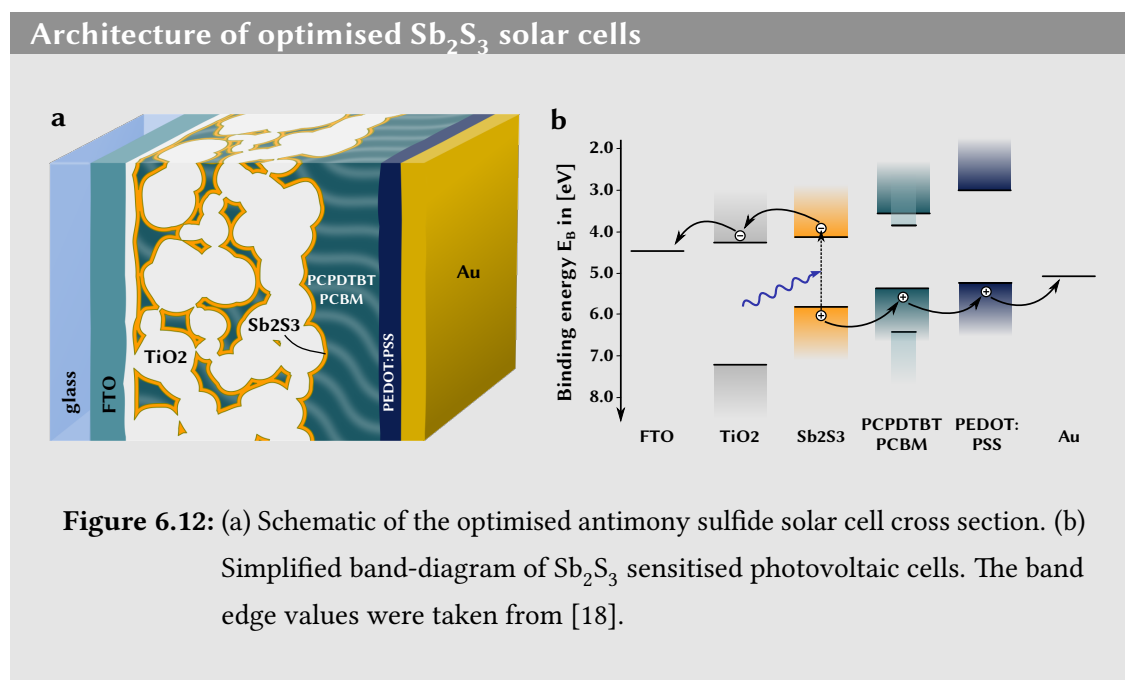 Architecture of optimised Sb₂S₃ solar cells
a
glass
FTO
TiO2
Sb2S3
PCPDTBT
PCBM
PEDOT:PSS
Au
b
Binding energy E_B in [eV]
2.0
3.0
4.0
5.0
6.0
7.0
8.0
FTO
TiO2
Sb2S3
PCPDTBT
PCBM
PEDOT:
PSS
Au
Figure 6.12: (a) Schematic of the optimised antimony sulfide solar cell cross section. (b)
Simplified band-diagram of Sb₂S₃ sensitised photovoltaic cells. The band
edge values were taken from [18].